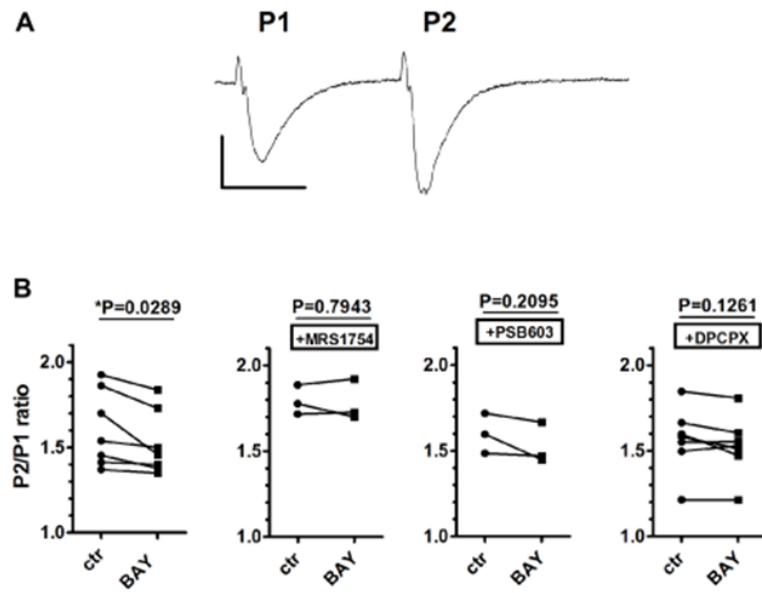 A
P1 P2
B
*P=0.0289 P=0.7943 P=0.2095 P=0.1261
+MRS1754 +PSB603 +DPCPX
P2/P1 ratio
2.0 2.0 2.0 2.0
1.5 1.5 1.5 1.5
1.0 1.0 1.0 1.0
ctr BAY ctr BAY ctr BAY ctr BAY